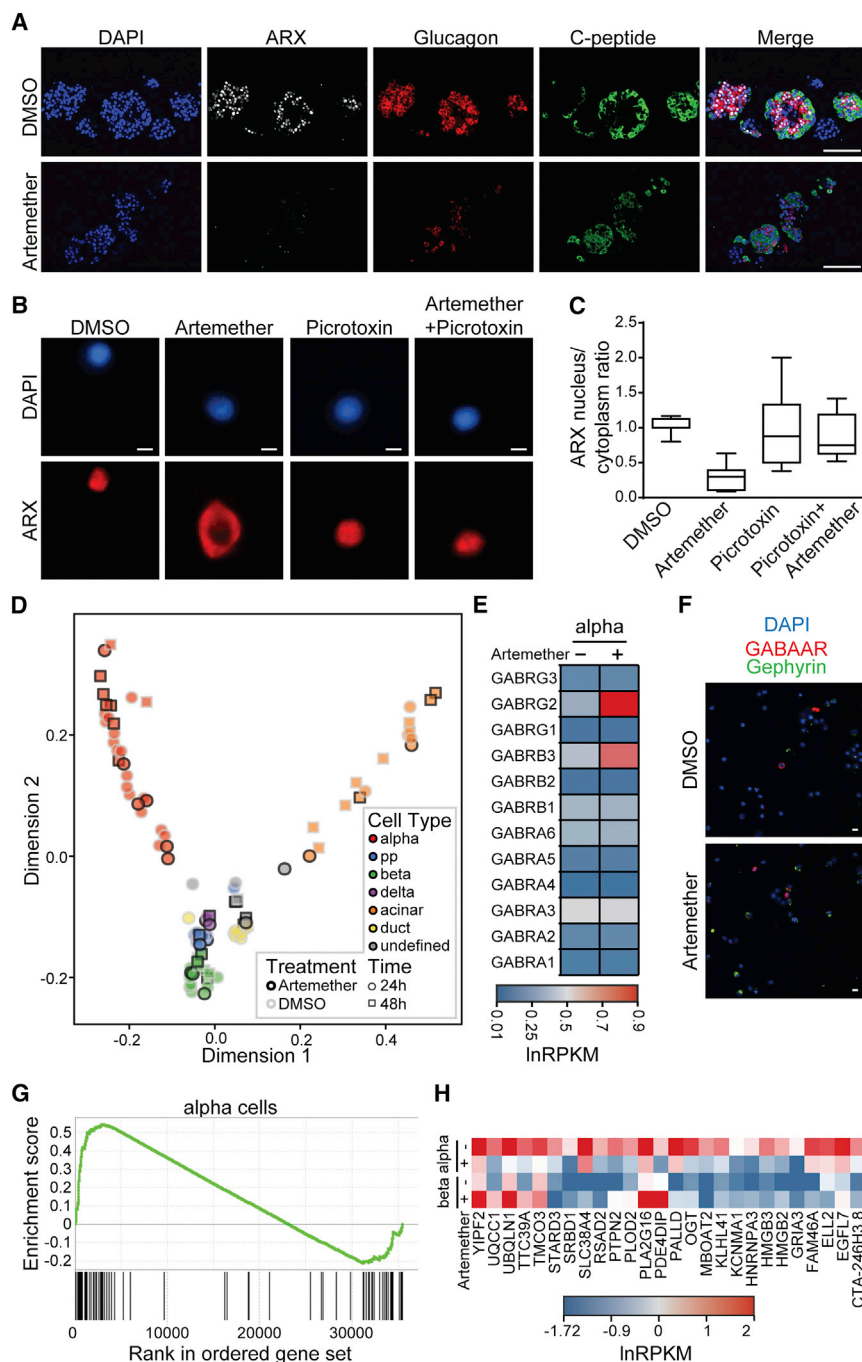 A
DAPI ARX Glucagon C-peptide Merge
DMSO
Artemether
B
DMSO Artemether Picrotoxin Artemether
+Picrotoxin
DAPI
ARX
C
ARX nucleus/
cytoplasm ratio
2.5
2.0
1.5
1.0
0.5
0.0
DMSO
Artemether
Picrotoxin
Picrotoxin+
Artemether
D
Dimension 2
0.2
0.0
-0.2
-0.2 0.0 0.2 0.4
Dimension 1
Cell Type
alpha
pp
beta
delta
acinar
duct
undefined
Treatment Time
Artemether 24h
DMSO 48h
E
alpha
Artemether − +
GABRG3
GABRG2
GABRG1
GABRB3
GABRB2
GABRB1
GABRA6
GABRA5
GABRA4
GABRA3
GABRA2
GABRA1
0.01 0.25 0.5 0.7 0.9
lnRPKM
F
DAPI
GABAAR
Gephyrin
DMSO
Artemether
G
alpha cells
Enrichment score
0.5
0.4
0.3
0.2
0.1
0
-0.1
-0.2
0 10000 20000 30000
Rank in ordered gene set
H
alpha
-
+
beta
-
+
Artemether
YIPF2
UQCC1
UBQLN1
TTC39A
TMCO3
STARD3
SRBD1
SLC38A4
RSAD2
PTPN2
PLOD2
PLA2G16
PDE4DIP
PALLD
OGT
MBOAT2
KLHL41
KCNMA1
HNRNPA3
HMGB3
HMGB2
GRIA3
FAM46A
ELL2
EGFL7
CTA-246H3.8
-1.72 -0.9 0 1 2
lnRPKM